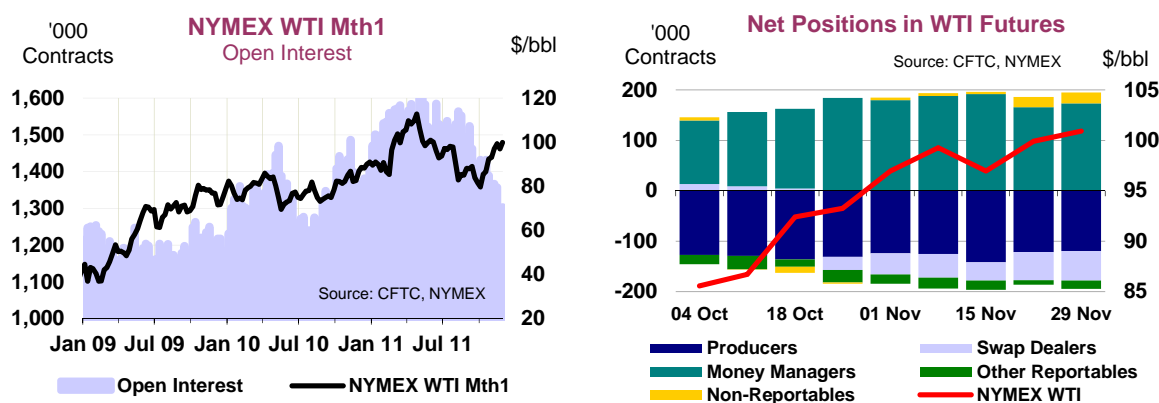 NYMEX WTI Mth1
Open Interest
'000
Contracts
$/bbl
1,600
1,500
1,400
1,300
1,200
1,100
1,000
120
100
80
60
40
20
Source: CFTC, NYMEX
Jan 09 Jul 09 Jan 10 Jul 10 Jan 11 Jul 11
Open Interest NYMEX WTI Mth1
Net Positions in WTI Futures
'000
Contracts
$/bbl
Source: CFTC, NYMEX
200
100
0
-100
-200
105
100
95
90
85
04 Oct 18 Oct 01 Nov 15 Nov 29 Nov
Producers Swap Dealers
Money Managers Other Reportables
Non-Reportables NYMEX WTI